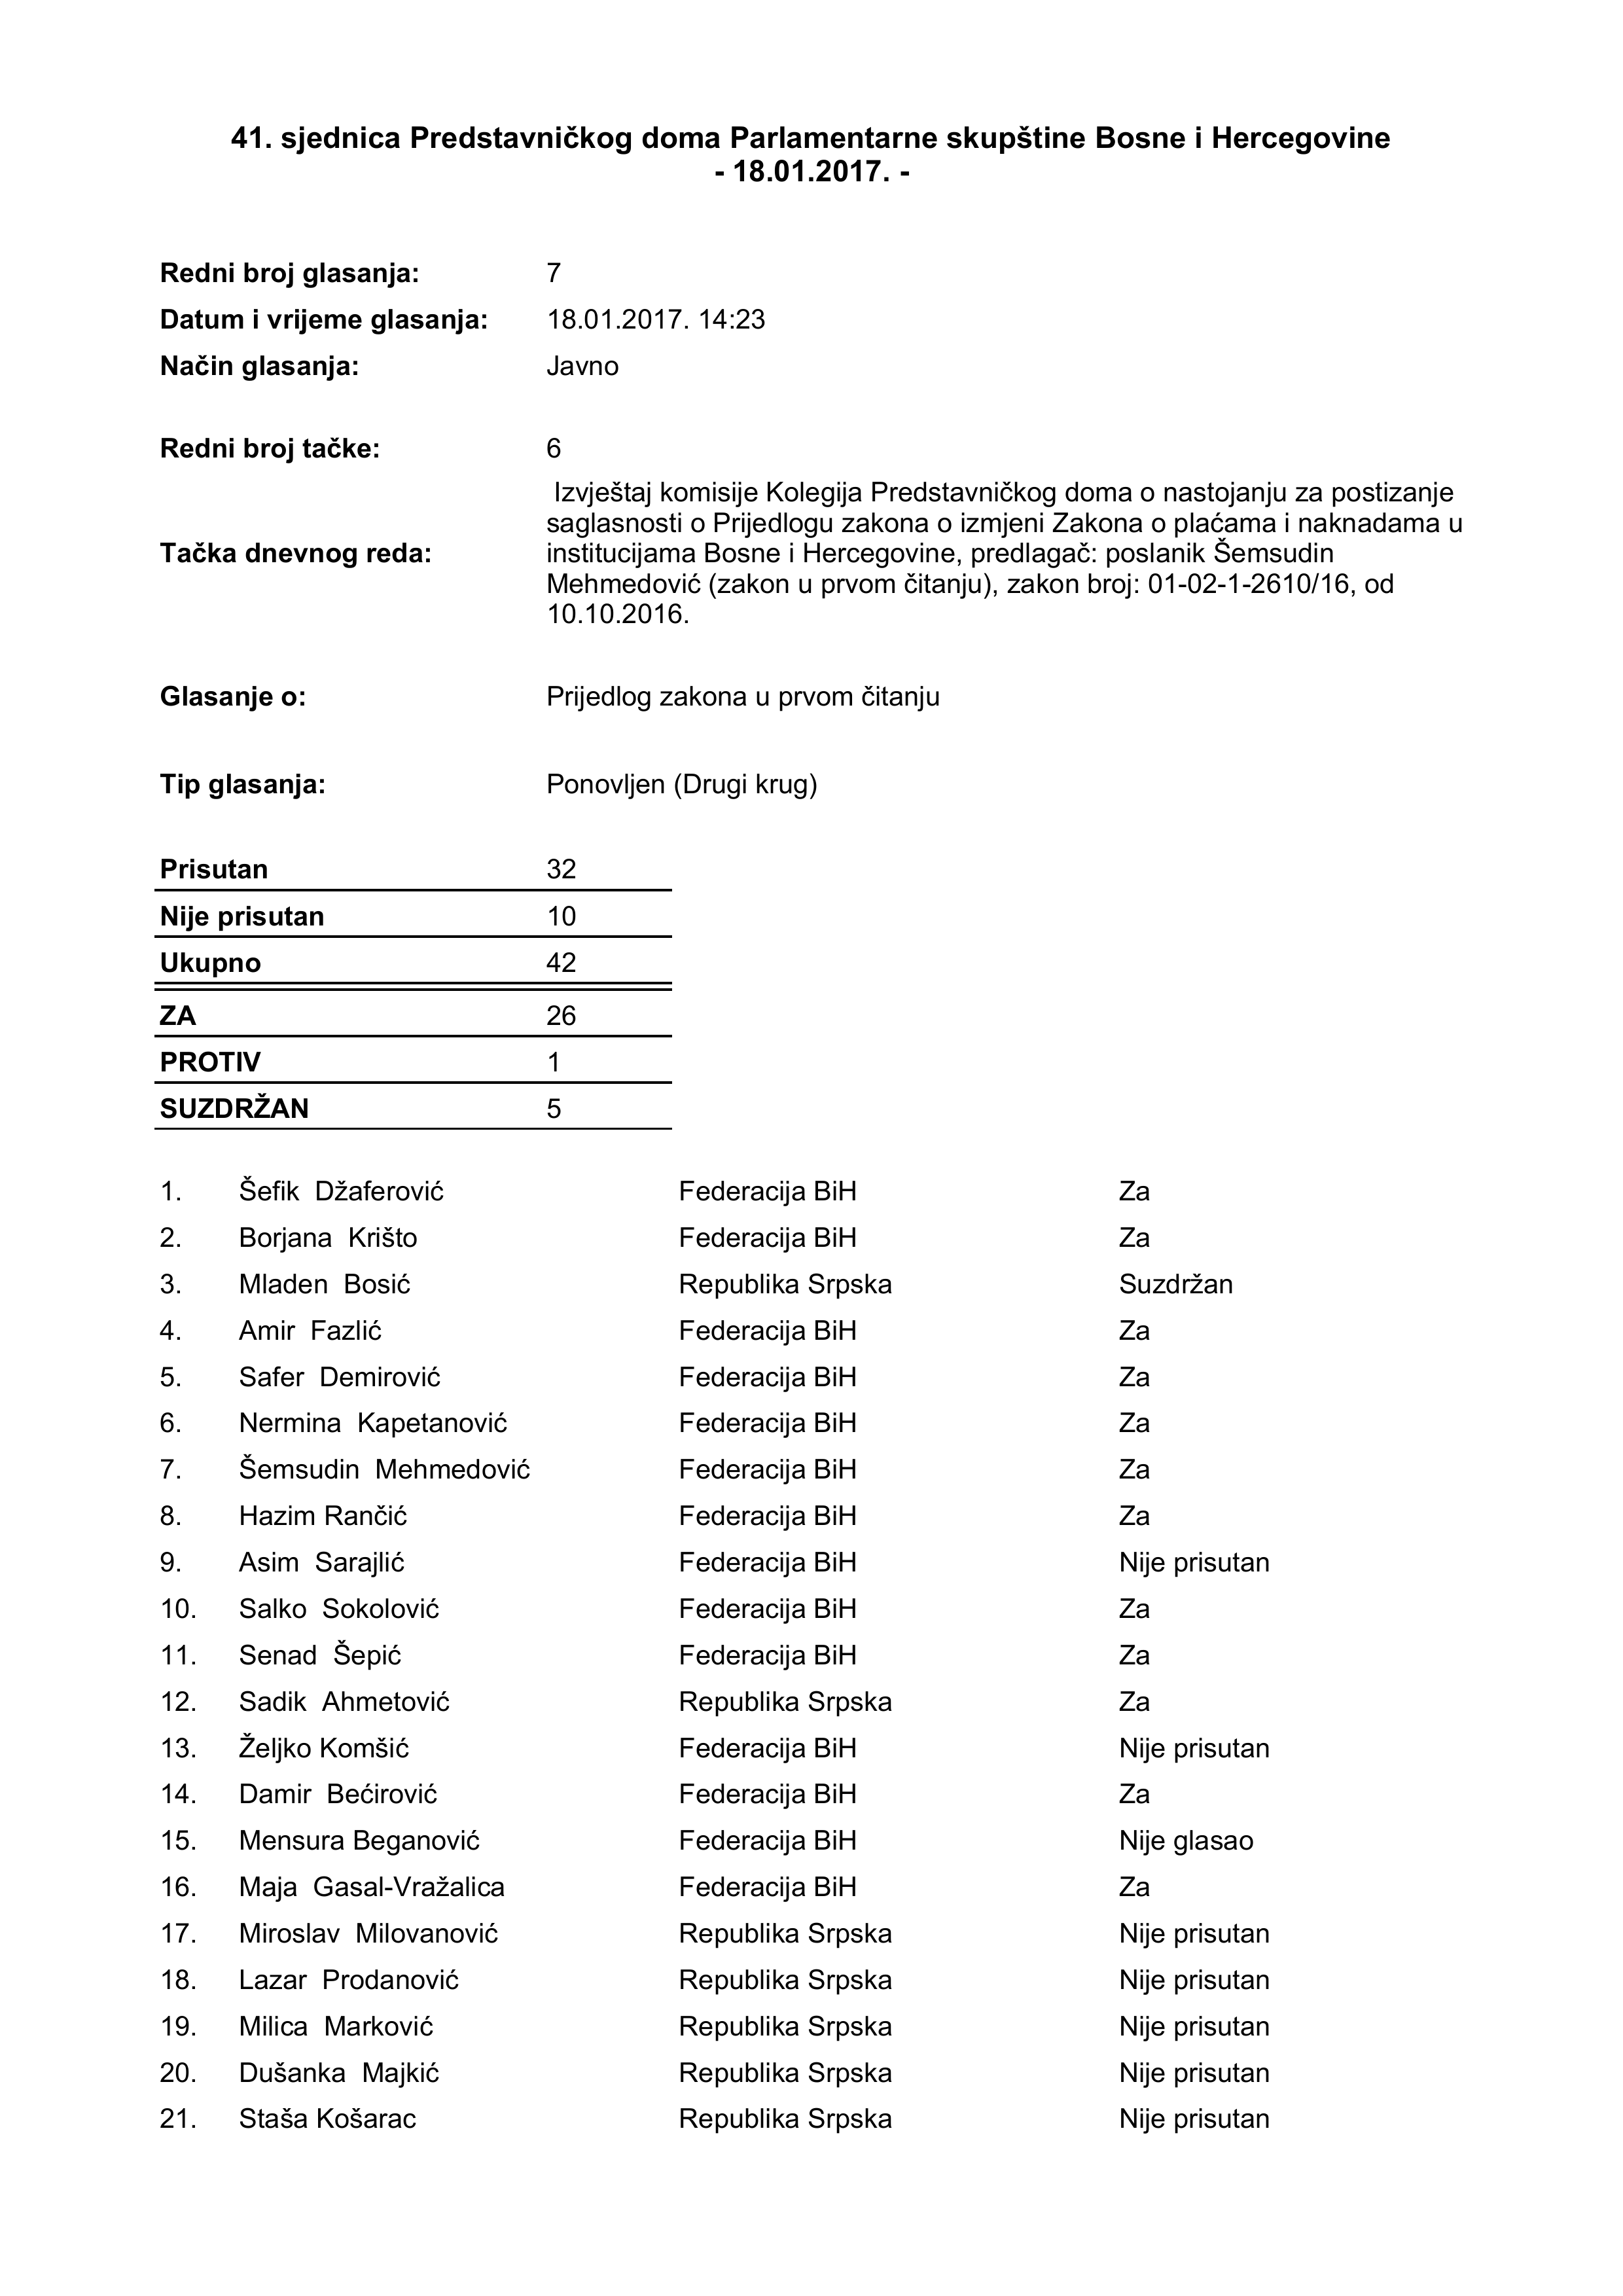 41. sjednica Predstavničkog doma Parlamentarne skupštine Bosne i Hercegovine
- 18.01.2017. -
Redni broj glasanja: 7
Datum i vrijeme glasanja: 18.01.2017. 14:23
Način glasanja: Javno
Redni broj tačke: 6
Tačka dnevnog reda: Izvještaj komisije Kolegija Predstavničkog doma o nastojanju za postizanje
saglasnosti o Prijedlogu zakona o izmjeni Zakona o plaćama i naknadama u
institucijama Bosne i Hercegovine, predlagač: poslanik Šemsudin
Mehmedović (zakon u prvom čitanju), zakon broj: 01-02-1-2610/16, od
10.10.2016.
Glasanje o: Prijedlog zakona u prvom čitanju
Tip glasanja: Ponovljen (Drugi krug)
Prisutan 32
Nije prisutan 10
Ukupno 42
ZA 26
PROTIV 1
SUZDRŽAN 5
1. Šefik Džaferović Federacija BiH Za
2. Borjana Krišto Federacija BiH Za
3. Mladen Bosić Republika Srpska Suzdržan
4. Amir Fazlić Federacija BiH Za
5. Safer Demirović Federacija BiH Za
6. Nermina Kapetanović Federacija BiH Za
7. Šemsudin Mehmedović Federacija BiH Za
8. Hazim Rančić Federacija BiH Za
9. Asim Sarajlić Federacija BiH Nije prisutan
10. Salko Sokolović Federacija BiH Za
11. Senad Šepić Federacija BiH Za
12. Sadik Ahmetović Republika Srpska Za
13. Željko Komšić Federacija BiH Nije prisutan
14. Damir Bećirović Federacija BiH Za
15. Mensura Beganović Federacija BiH Nije glasao
16. Maja Gasal-Vražalica Federacija BiH Za
17. Miroslav Milovanović Republika Srpska Nije prisutan
18. Lazar Prodanović Republika Srpska Nije prisutan
19. Milica Marković Republika Srpska Nije prisutan
20. Dušanka Majkić Republika Srpska Nije prisutan
21. Staša Košarac Republika Srpska Nije prisutan